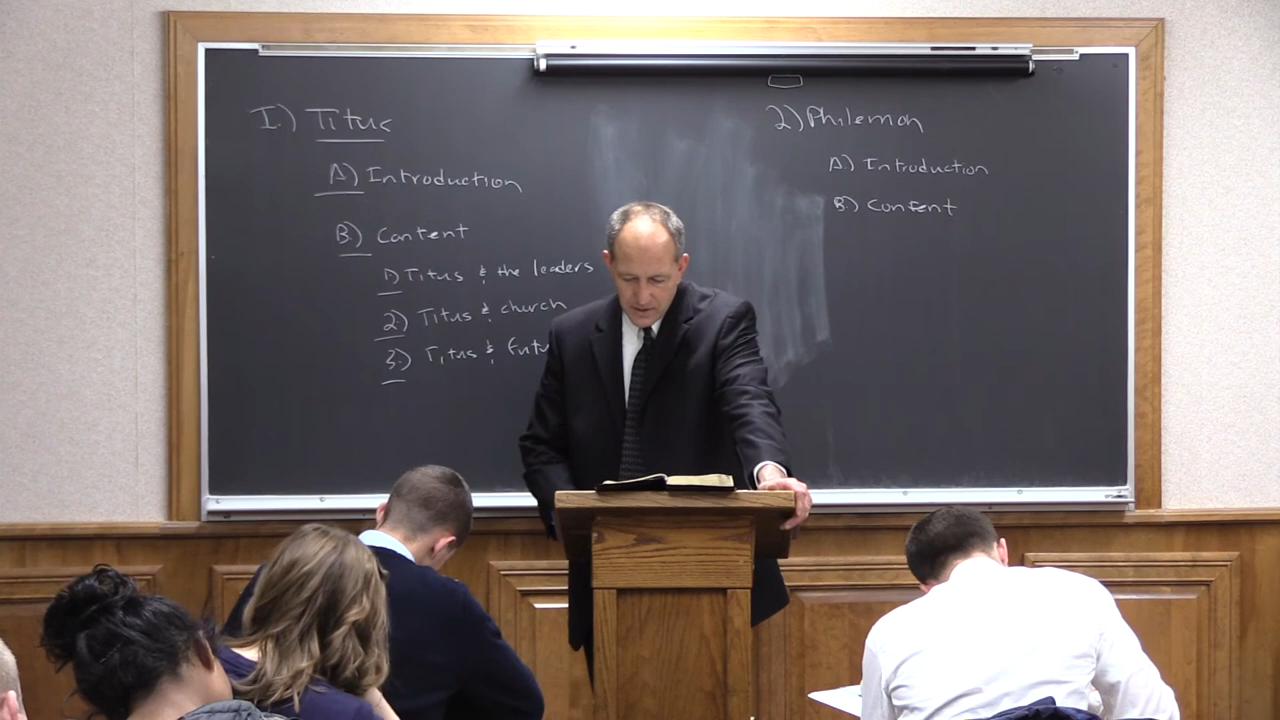 I.) Titus
A) Introduction
B.) Content
1) Titus & the leaders
2.) Titus & church
3.) Titus &
2) Philemon
A.) Introduction
B.) Content